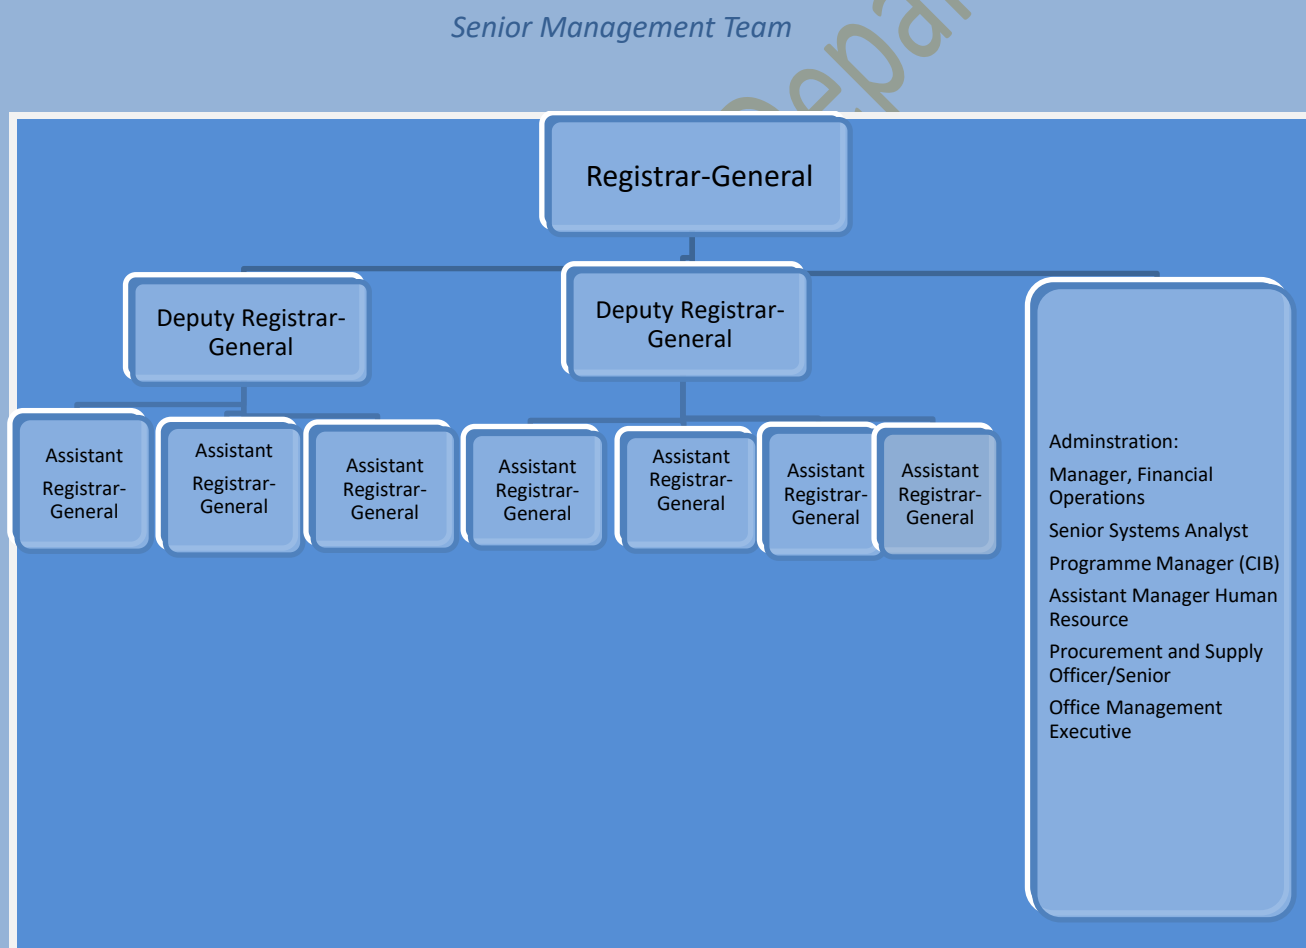 Senior Management Team
Registrar-General
Deputy Registrar-
General
Deputy Registrar-
General
Assistant
Registrar-
General
Assistant
Registrar-
General
Assistant
Registrar-
General
Assistant
Registrar-
General
Assistant
Registrar-
General
Assistant
Registrar-
General
Assistant
Registrar-
General
Adminstration:
Manager, Financial
Operations
Senior Systems Analyst
Programme Manager (CIB)
Assistant Manager Human
Resource
Procurement and Supply
Officer/Senior
Office Management
Executive